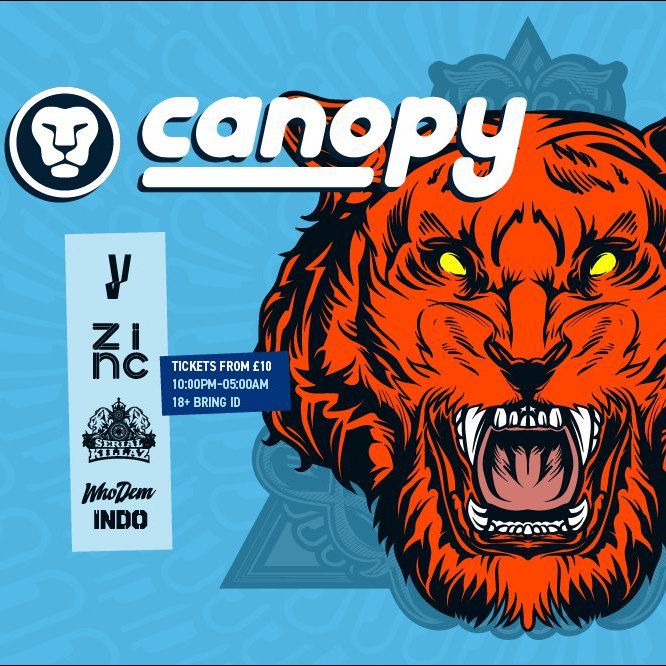 canopy
V
zi
nc
TICKETS FROM £10
10:00PM-05:00AM
18+ BRING ID
SERIAL
KILLAZ
WhoDem
INDO